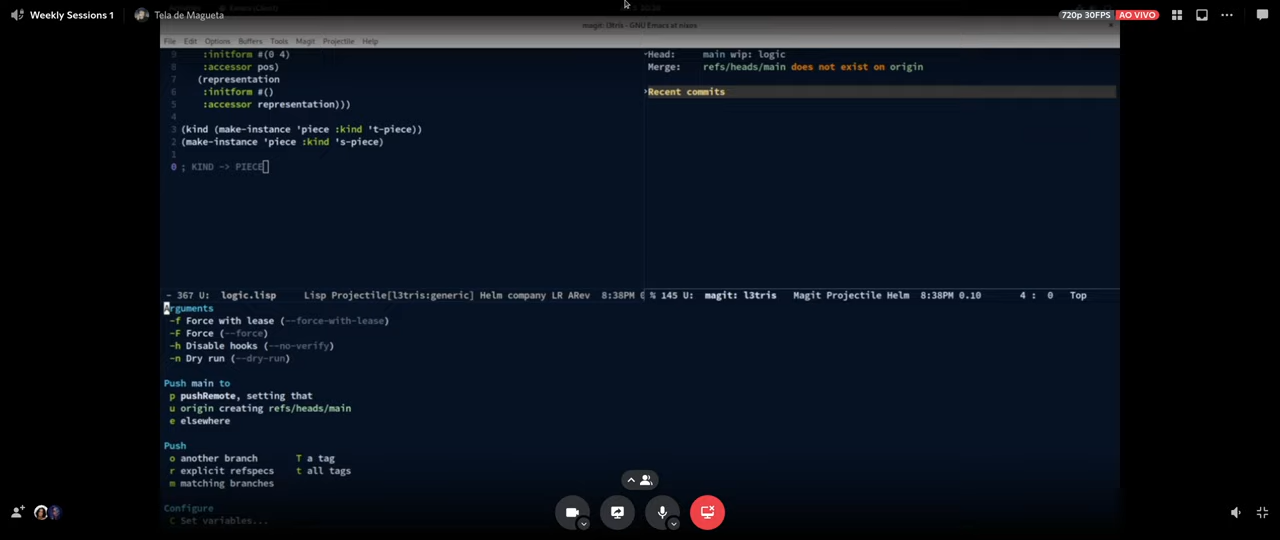 Weekly Sessions 1
Tela de Magueta
720p 30FPS AO VIVO
magit: l3tris - GNU Emacs at nixos
File Edit Options Buffers Tools Magit Projectile Help
9 :initform #(0 4)
8 :accessor pos)
7 (representation
6 :initform #()
5 :accessor representation)))
4
3 (kind (make-instance 'piece :kind 't-piece))
2 (make-instance 'piece :kind 's-piece)
1
0 ; KIND -> PIECE
Head: main wip: logic
Merge: refs/heads/main does not exist on origin
Recent commits
- 367 U: logic.lisp Lisp Projectile[l3tris:generic] Helm company LR ARev 8:38PM 0
% 145 U: magit: l3tris Magit Projectile Helm 8:38PM 0.10 4 : 0 Top
Arguments
-f Force with lease (--force-with-lease)
-F Force (--force)
-h Disable hooks (--no-verify)
-n Dry run (--dry-run)
Push main to
p pushRemote, setting that
u origin creating refs/heads/main
e elsewhere
Push
o another branch T a tag
r explicit refspecs t all tags
m matching branches
Configure
C Set variables...